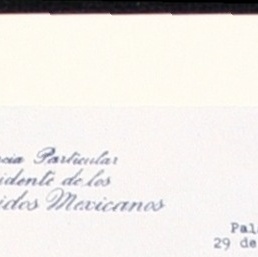 cia Particular
idente de los
idos Mexicanos
Pal
29 de